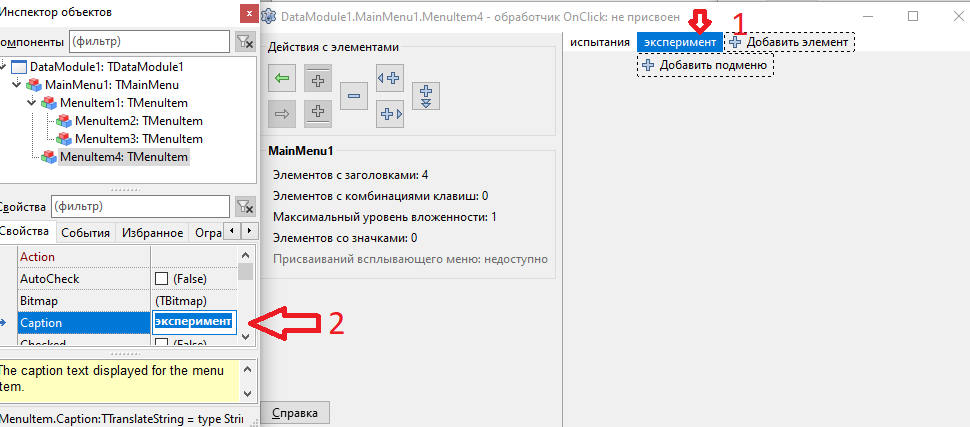 Инспектор объектов
омпоненты (фильтр)
DataModule1: TDataModule1
MainMenu1: TMainMenu
MenuItem1: TMenuItem
MenuItem2: TMenuItem
MenuItem3: TMenuItem
MenuItem4: TMenuItem
Свойства (фильтр)
Свойства События Избранное Огра
Action
AutoCheck (False)
Bitmap (TBitmap)
Caption эксперимент
Checked (False)
The caption text displayed for the menu
item.
MenuItem.Caption:TTranslateString = type Strin
DataModule1.MainMenu1.MenuItem4 - обработчик OnClick: не присвоен
Действия с элементами
MainMenu1
Элементов с заголовками: 4
Элементов с комбинациями клавиш: 0
Максимальный уровень вложенности: 1
Элементов со значками: 0
Присваиваний всплывающего меню: недоступно
Справка
1
испытания эксперимент Добавить элемент
Добавить подменю
2